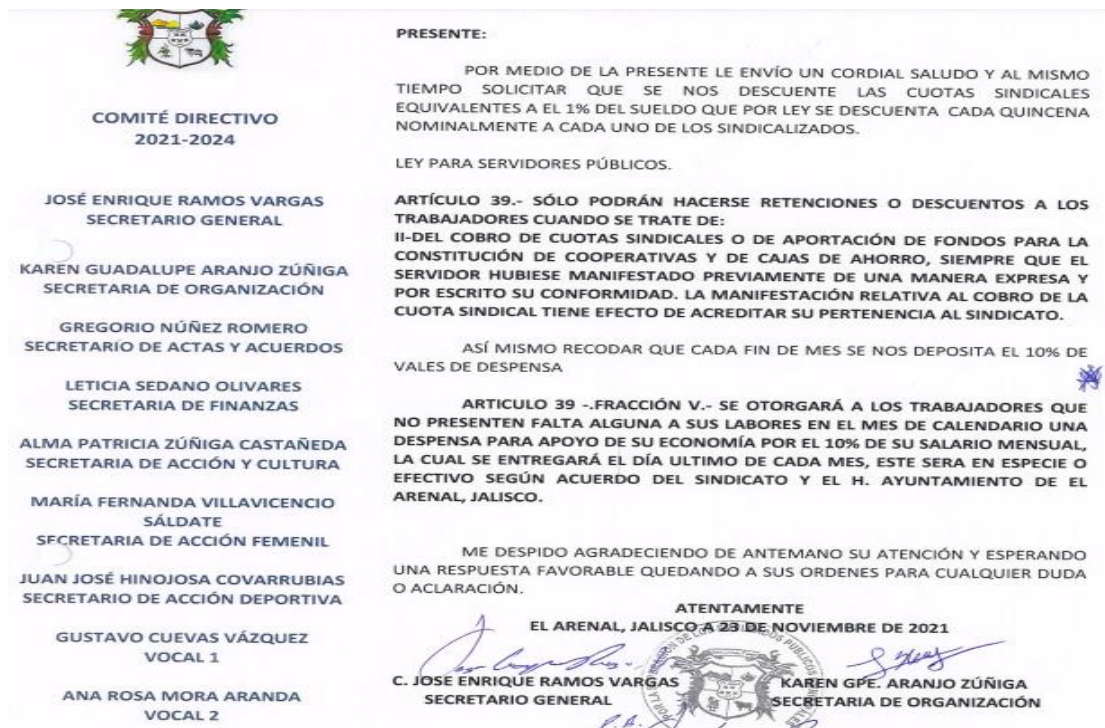 COMITÉ DIRECTIVO
2021-2024
JOSÉ ENRIQUE RAMOS VARGAS
SECRETARIO GENERAL
KAREN GUADALUPE ARANJO ZÚÑIGA
SECRETARIA DE ORGANIZACIÓN
GREGORIO NÚÑEZ ROMERO
SECRETARIO DE ACTAS Y ACUERDOS
LETICIA SEDANO OLIVARES
SECRETARIA DE FINANZAS
ALMA PATRICIA ZÚÑIGA CASTAÑEDA
SECRETARIA DE ACCIÓN Y CULTURA
MARÍA FERNANDA VILLAVICENCIO
SÁLDATE
SECRETARIA DE ACCIÓN FEMENIL
JUAN JOSÉ HINOJOSA COVARRUBIAS
SECRETARIO DE ACCIÓN DEPORTIVA
GUSTAVO CUEVAS VÁZQUEZ
VOCAL 1
ANA ROSA MORA ARANDA
VOCAL 2
PRESENTE:
POR MEDIO DE LA PRESENTE LE ENVÍO UN CORDIAL SALUDO Y AL MISMO
TIEMPO SOLICITAR QUE SE NOS DESCUENTE LAS CUOTAS SINDICALES
EQUIVALENTES A EL 1% DEL SUELDO QUE POR LEY SE DESCUENTA CADA QUINCENA
NOMINALMENTE A CADA UNO DE LOS SINDICALIZADOS.
LEY PARA SERVIDORES PÚBLICOS.
ARTÍCULO 39.- SÓLO PODRÁN HACERSE RETENCIONES O DESCUENTOS A LOS
TRABAJADORES CUANDO SE TRATE DE:
II-DEL COBRO DE CUOTAS SINDICALES O DE APORTACIÓN DE FONDOS PARA LA
CONSTITUCIÓN DE COOPERATIVAS Y DE CAJAS DE AHORRO, SIEMPRE QUE EL
SERVIDOR HUBIESE MANIFESTADO PREVIAMENTE DE UNA MANERA EXPRESA Y
POR ESCRITO SU CONFORMIDAD. LA MANIFESTACIÓN RELATIVA AL COBRO DE LA
CUOTA SINDICAL TIENE EFECTO DE ACREDITAR SU PERTENENCIA AL SINDICATO.
ASÍ MISMO RECODAR QUE CADA FIN DE MES SE NOS DEPOSITA EL 10% DE
VALES DE DESPENSA
ARTICULO 39 -.FRACCIÓN V.- SE OTORGARÁ A LOS TRABAJADORES QUE
NO PRESENTEN FALTA ALGUNA A SUS LABORES EN EL MES DE CALENDARIO UNA
DESPENSA PARA APOYO DE SU ECONOMÍA POR EL 10% DE SU SALARIO MENSUAL,
LA CUAL SE ENTREGARÁ EL DÍA ULTIMO DE CADA MES, ESTE SERA EN ESPECIE O
EFECTIVO SEGÚN ACUERDO DEL SINDICATO Y EL H. AYUNTAMIENTO DE EL
ARENAL, JALISCO.
ME DESPIDO AGRADECIENDO DE ANTEMANO SU ATENCIÓN Y ESPERANDO
UNA RESPUESTA FAVORABLE QUEDANDO A SUS ORDENES PARA CUALQUIER DUDA
O ACLARACIÓN.
ATENTAMENTE
EL ARENAL, JALISCO A 23 DE NOVIEMBRE DE 2021
C. JOSE ENRIQUE RAMOS VARGAS
SECRETARIO GENERAL
KAREN GPE. ARANJO ZÚÑIGA
SECRETARIA DE ORGANIZACIÓN